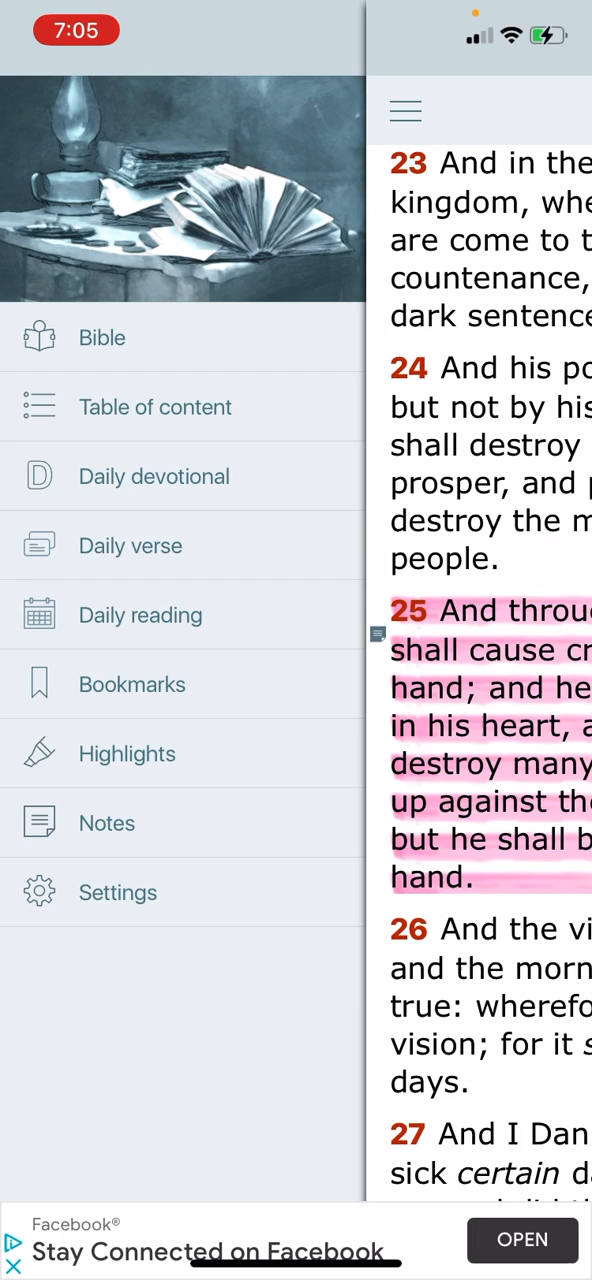 7:05
Bible
Table of content
Daily devotional
Daily verse
Daily reading
Bookmarks
Highlights
Notes
Settings
23 And in the
kingdom, whe
are come to t
countenance,
dark sentence
24 And his po
but not by his
shall destroy
prosper, and p
destroy the m
people.
25 And throu
shall cause cr
hand; and he
in his heart, a
destroy many
up against the
but he shall b
hand.
26 And the vi
and the morn
true: wherefo
vision; for it s
days.
27 And I Dan
sick certain da
Facebook®
Stay Connected on Facebook
OPEN